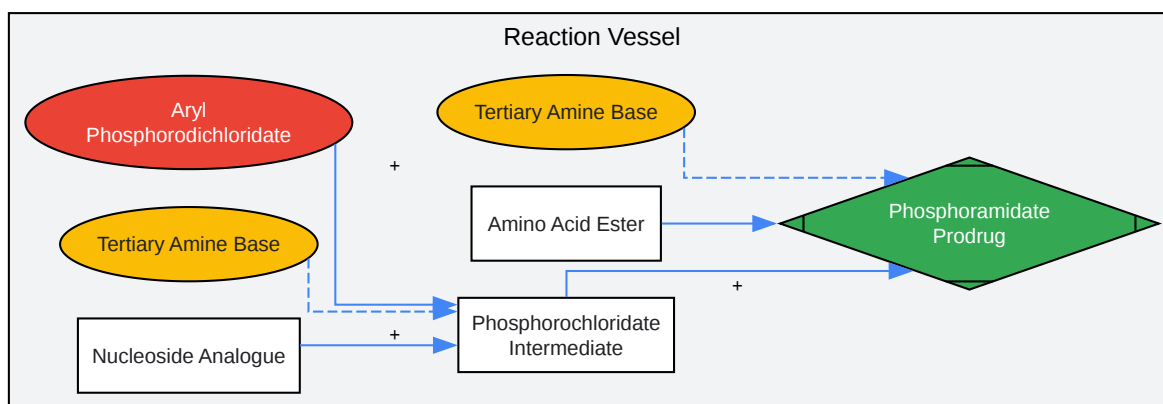 Reaction Vessel
Aryl
Phosphorodichloridate
Tertiary Amine Base
+
Amino Acid Ester
Phosphoramidate
Prodrug
Tertiary Amine Base
+
Phosphorochloridate
Intermediate
+
Nucleoside Analogue